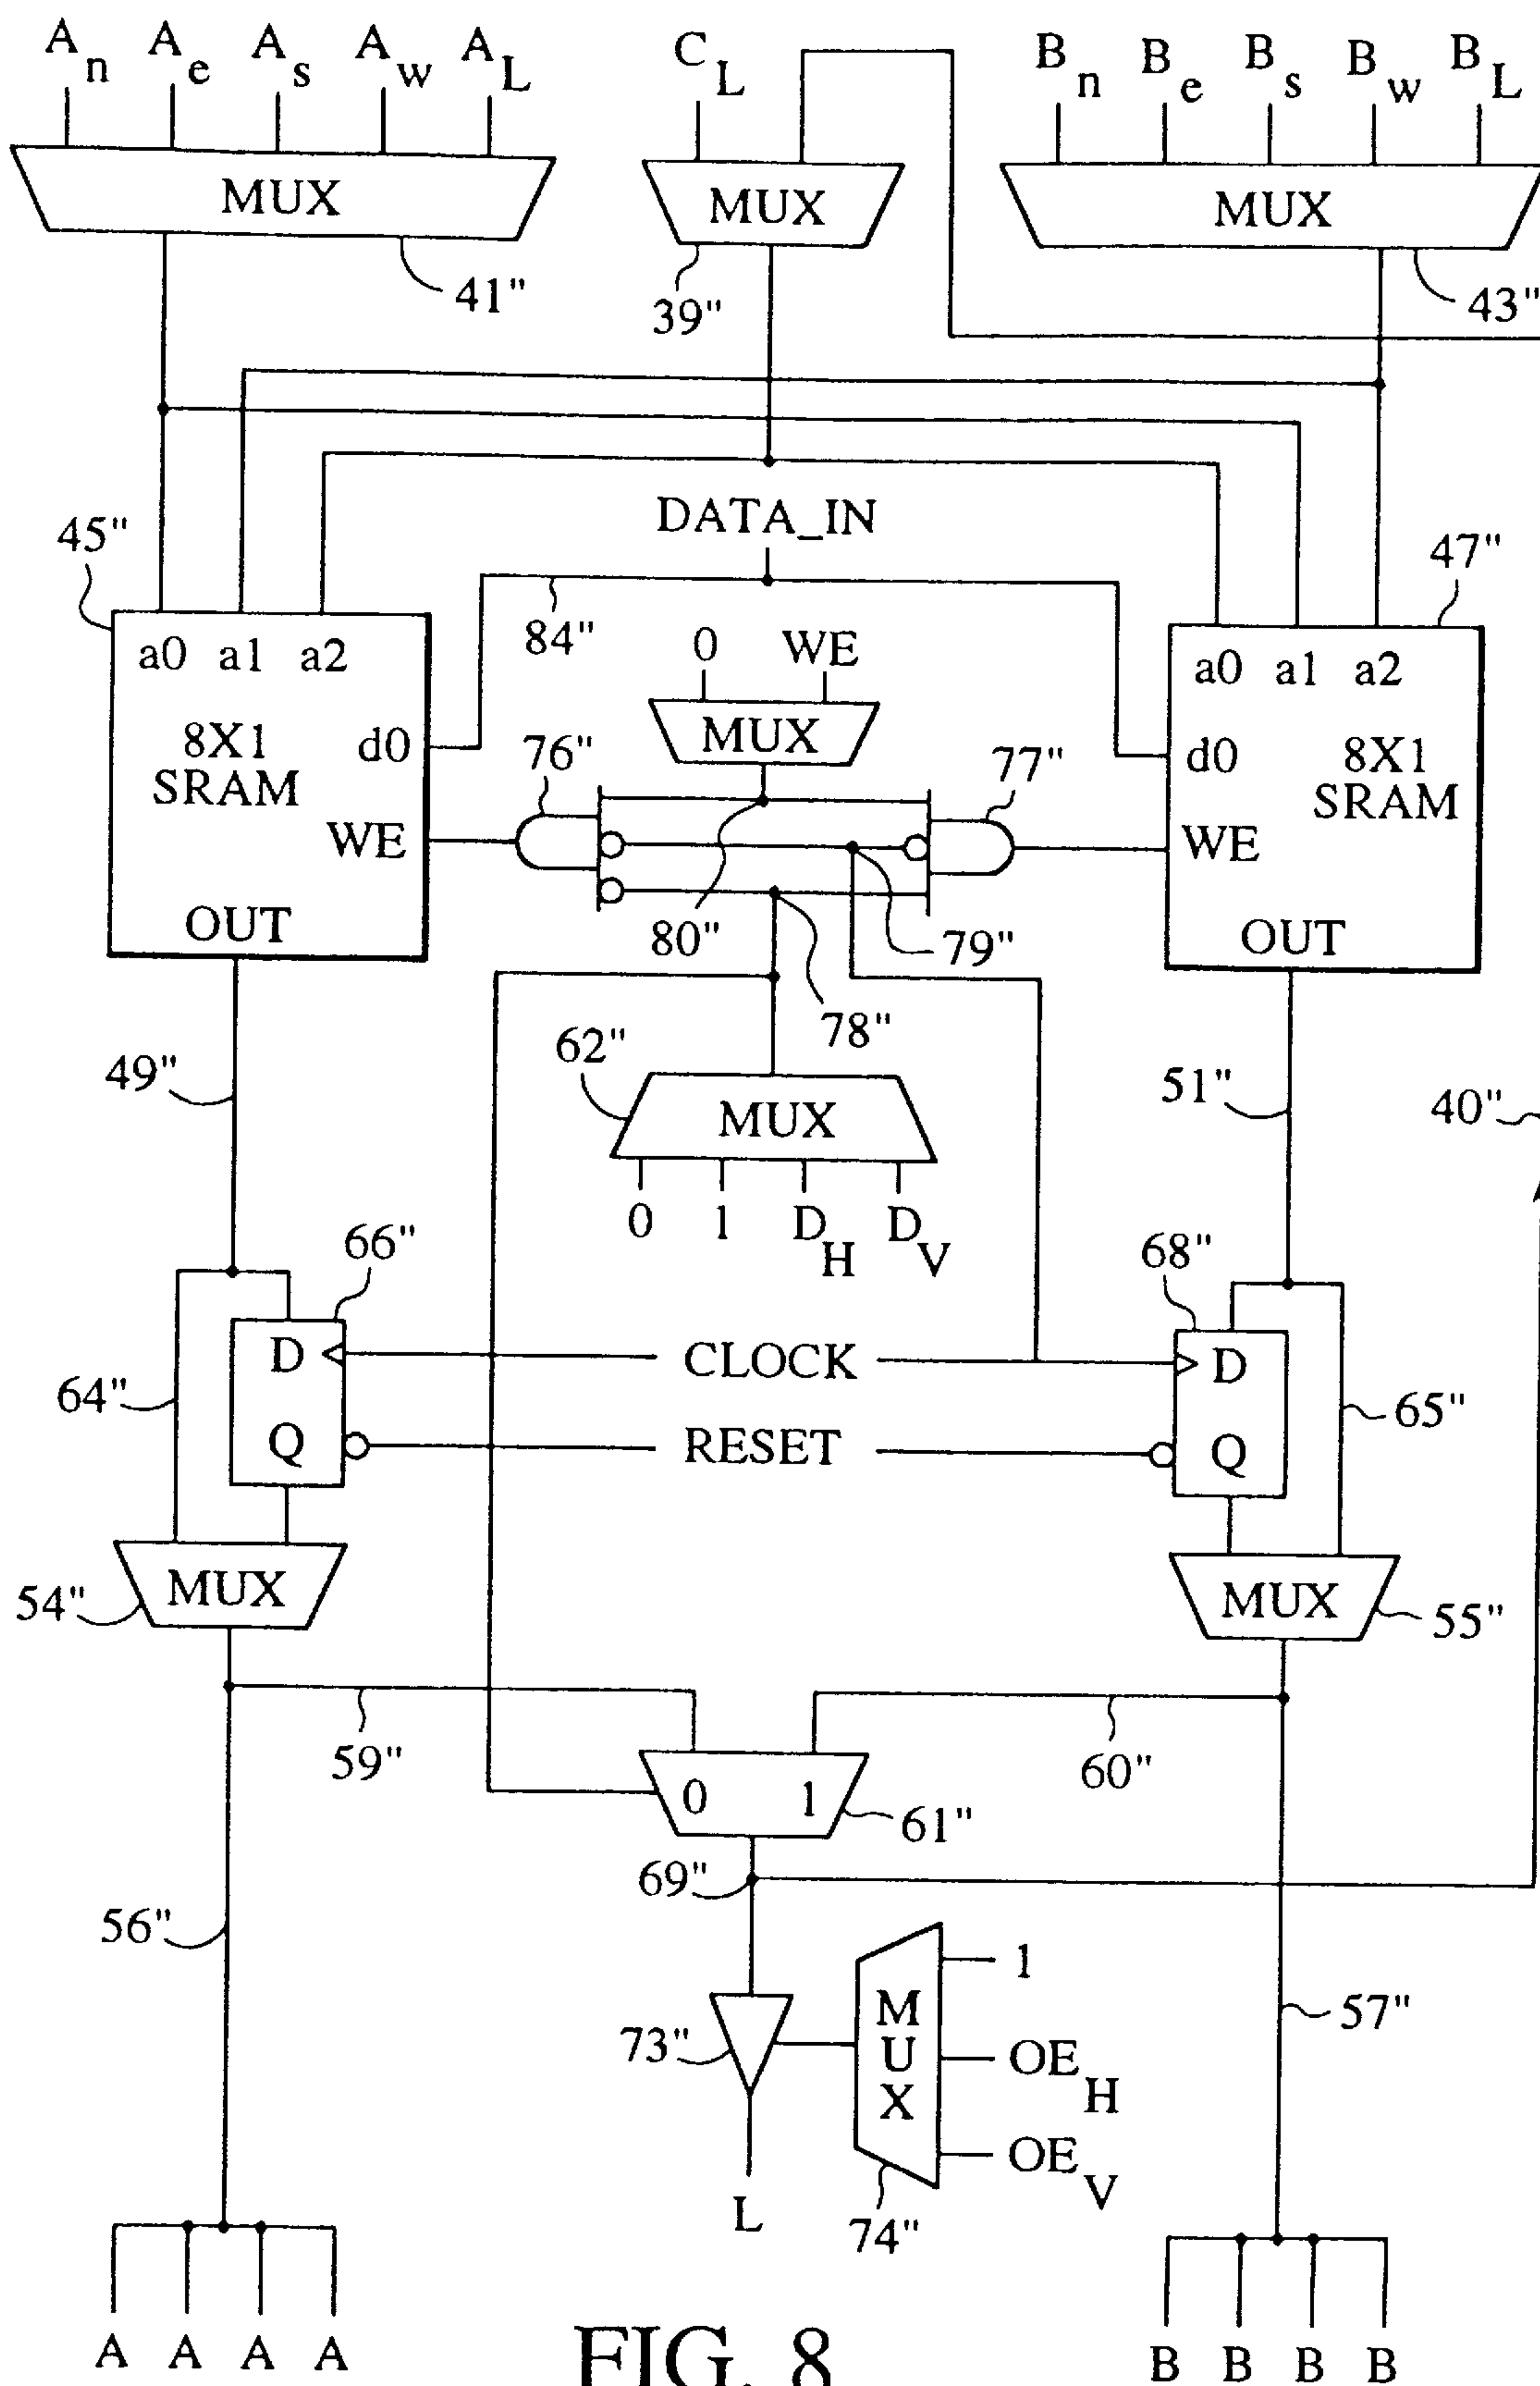 An Ae As Aw AL CL Bn Be Bs Bw BL
MUX MUX MUX
41" 39" 43"
DATA_IN
45" 47"
84"
a0 a1 a2 0 WE a0 a1 a2
8X1 d0 MUX d0 8X1
SRAM SRAM
76" 77"
WE WE
OUT 80" 79" OUT
78"
62"
49" MUX 51" 40"
0 1 DH DV
66" 68"
D CLOCK D
64" 65"
Q RESET Q
MUX MUX
54" 55"
59" 60"
0 1
61"
69"
56" 1
MUX
57"
73" OEH
OEV
L 74"
A A A A B B B B
FIG. 8